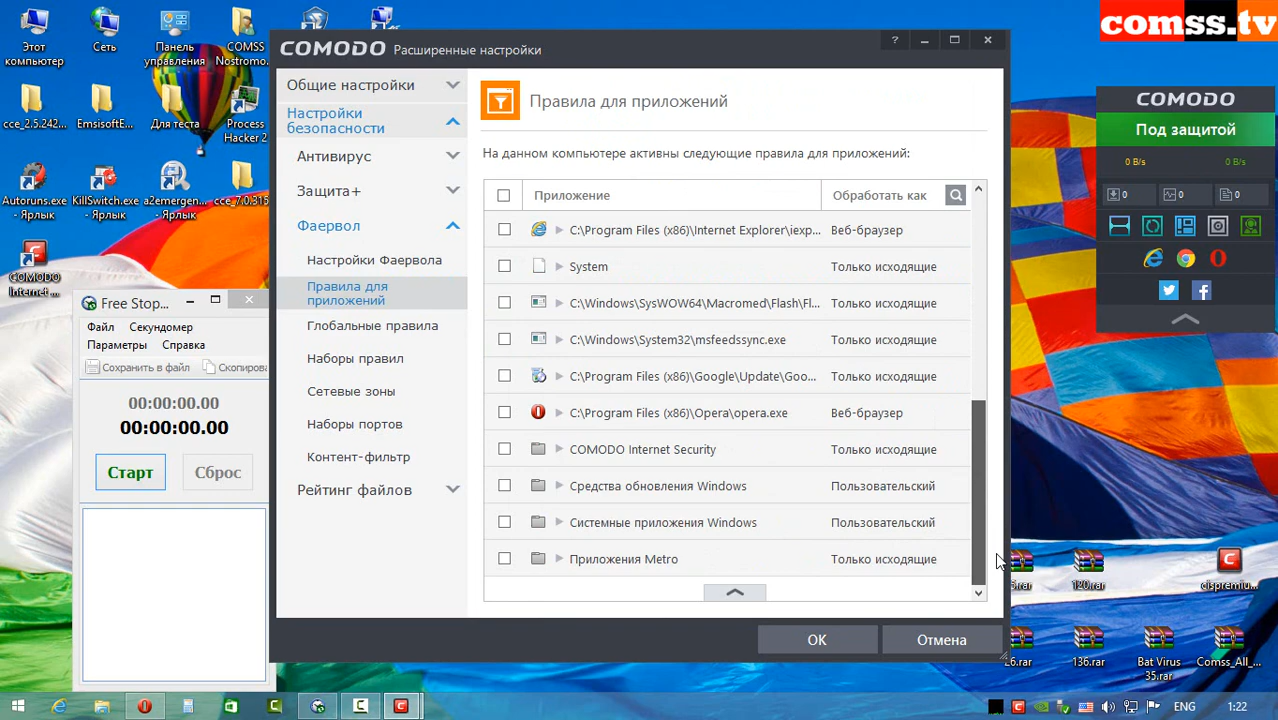 comss.tv
Этот
компьютер
Сеть
Панель
управления
COMSS
Nostromo...
cce_2.5.242...
EmsisoftE...
Для теста
Process
Hacker 2
Autoruns.exe
- Ярлык
KillSwitch.exe
- Ярлык
a2emergen...
- Ярлык
cce_7.0.315
COMODO
Internet ...
Free Stop...
Файл Секундомер
Параметры Справка
Сохранить в файл
Скопирова
00:00:00.00
00:00:00.00
Старт
Сброс
COMODO Расширенные настройки
?
Общие настройки
Настройки
безопасности
Антивирус
Защита+
Фаервол
Настройки Фаервола
Правила для
приложений
Глобальные правила
Наборы правил
Сетевые зоны
Наборы портов
Контент-фильтр
Рейтинг файлов
Правила для приложений
На данном компьютере активны следующие правила для приложений:
Приложение Обработать как
C:\Program Files (x86)\Internet Explorer\iexp... Веб-браузер
System Только исходящие
C:\Windows\SysWOW64\Macromed\Flash\Fl... Только исходящие
C:\Windows\System32\msfeedssync.exe Только исходящие
C:\Program Files (x86)\Google\Update\Goo... Только исходящие
C:\Program Files (x86)\Opera\opera.exe Веб-браузер
COMODO Internet Security Только исходящие
Средства обновления Windows Пользовательский
Системные приложения Windows Пользовательский
Приложения Metro Только исходящие
OK
Отмена
COMODO
Под защитой
0 B/s 0 B/s
0 0 0
120.rar
cispremiu...
136.rar
Bat Virus
35.rar
Comss_All_...
ENG
1:22